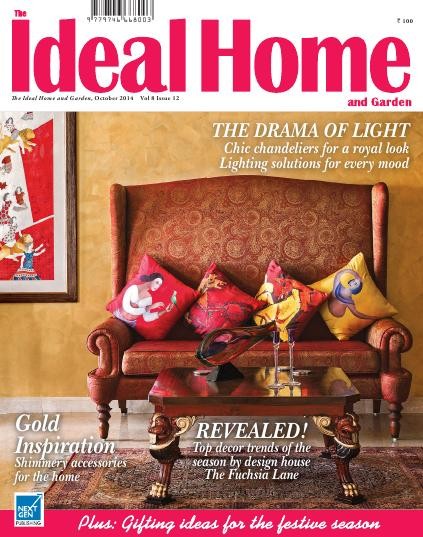 The
9 779746 668003
₹ 100
Ideal Home
and Garden
The Ideal Home and Garden, October 2014 Vol 8 Issue 12
THE DRAMA OF LIGHT
Chic chandeliers for a royal look
Lighting solutions for every mood
Gold
Inspiration
Shimmery accessories
for the home
REVEALED!
Top decor trends of the
season by design house
The Fuchsia Lane
NEXT
GEN
PUBLISHING
Plus: Gifting ideas for the festive season